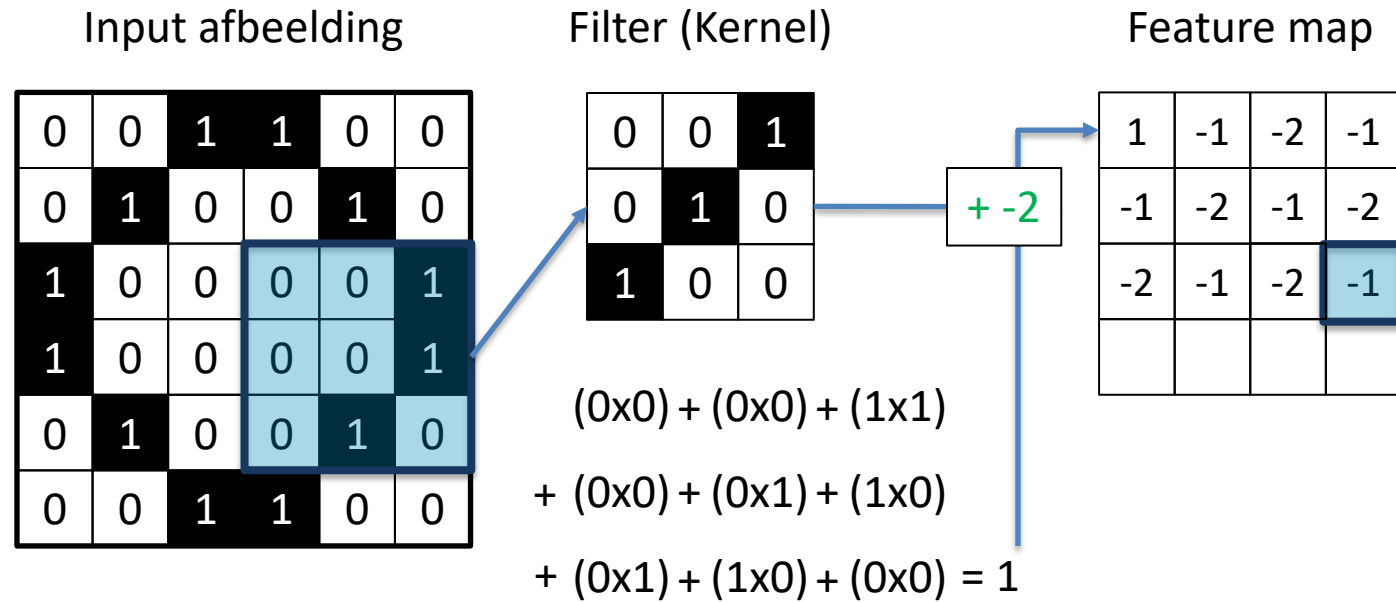 Input afbeelding
Filter (Kernel)
Feature map
0 0 1 1 0 0
0 1 0 0 1 0
1 0 0 0 0 1
1 0 0 0 0 1
0 1 0 0 1 0
0 0 1 1 0 0
0 0 1
0 1 0
1 0 0
(0x0) + (0x0) + (1x1)
+ (0x0) + (0x1) + (1x0)
+ (0x1) + (1x0) + (0x0) = 1
+ -2
1 -1 -2 -1
-1 -2 -1 -2
-2 -1 -2 -1